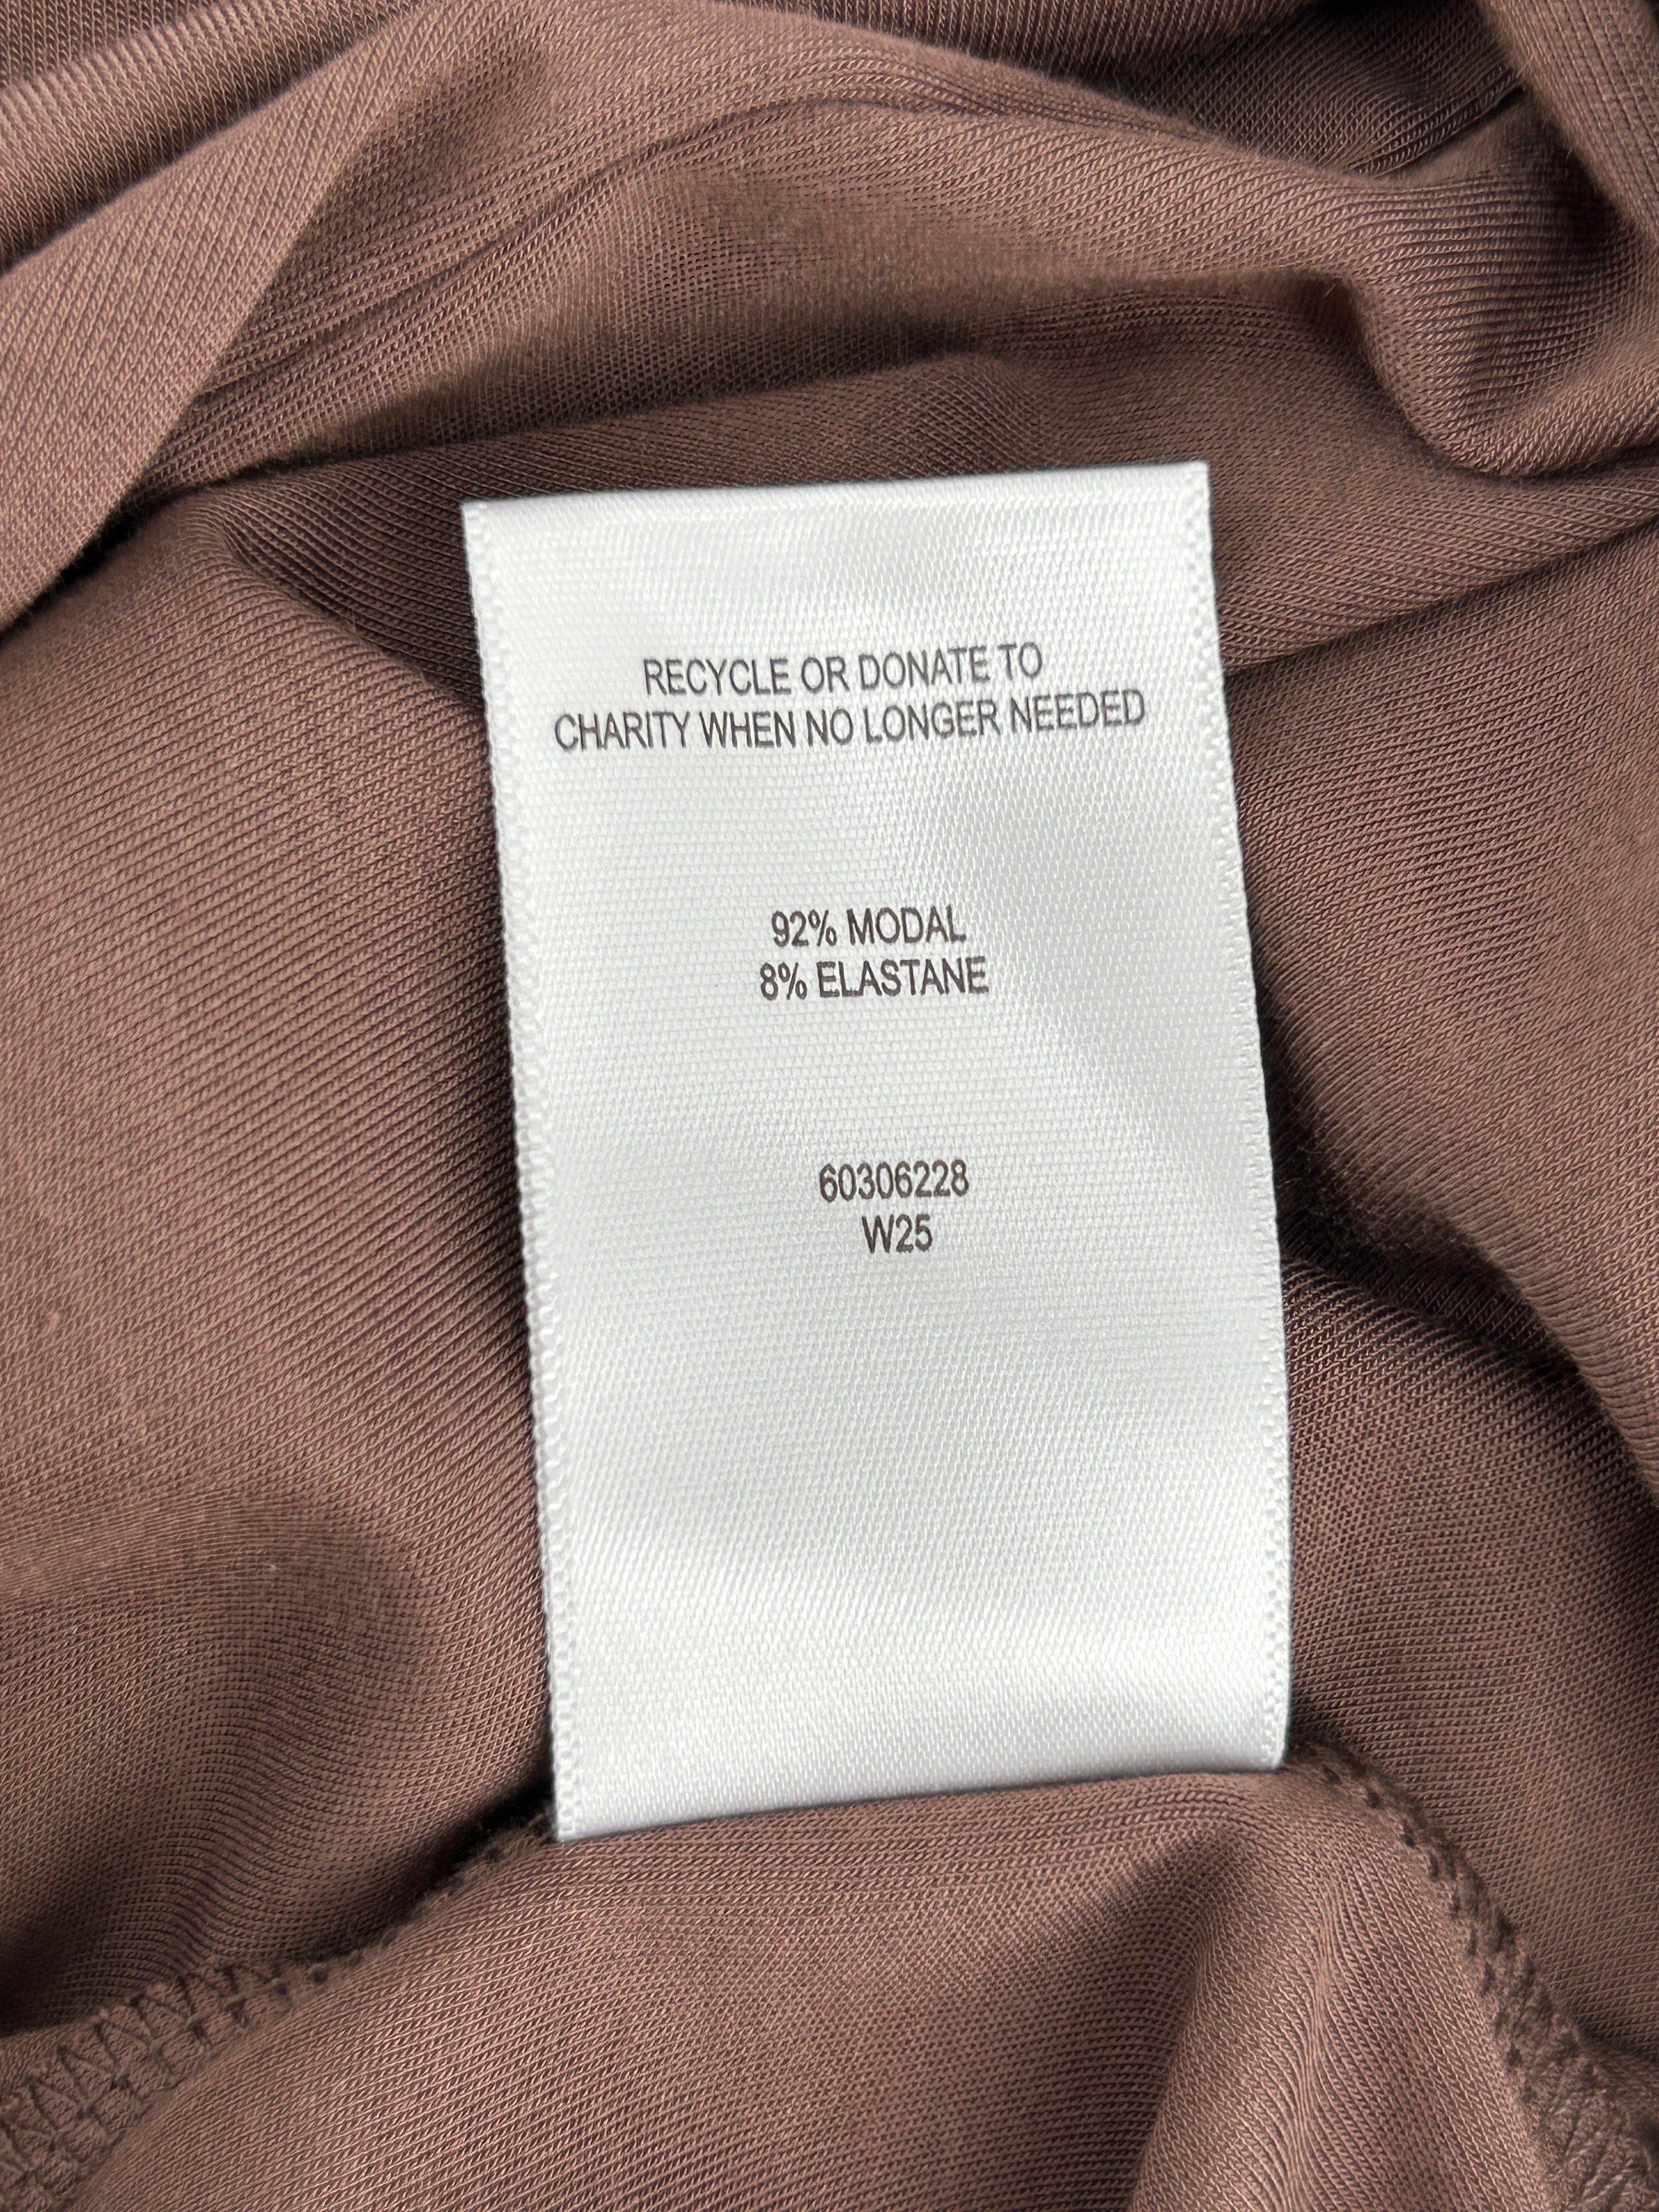 RECYCLE OR DONATE TO
CHARITY WHEN NO LONGER NEEDED
92% MODAL
8% ELASTANE
60306228
W25